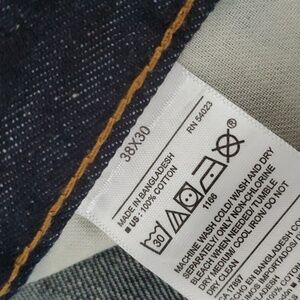 38X30
RN 54023
MADE IN BANGLADESH
■ US : 100% COTTON
30
1106
MACHINE WASH COLD/WASH AND DRY
SEPARATELY/ONLY NON-CHLORINE
BLEACH WHEN NEEDED/TUMBLE
DRY MEDIUM/COOL IRON/DO NOT
DRY CLEAN